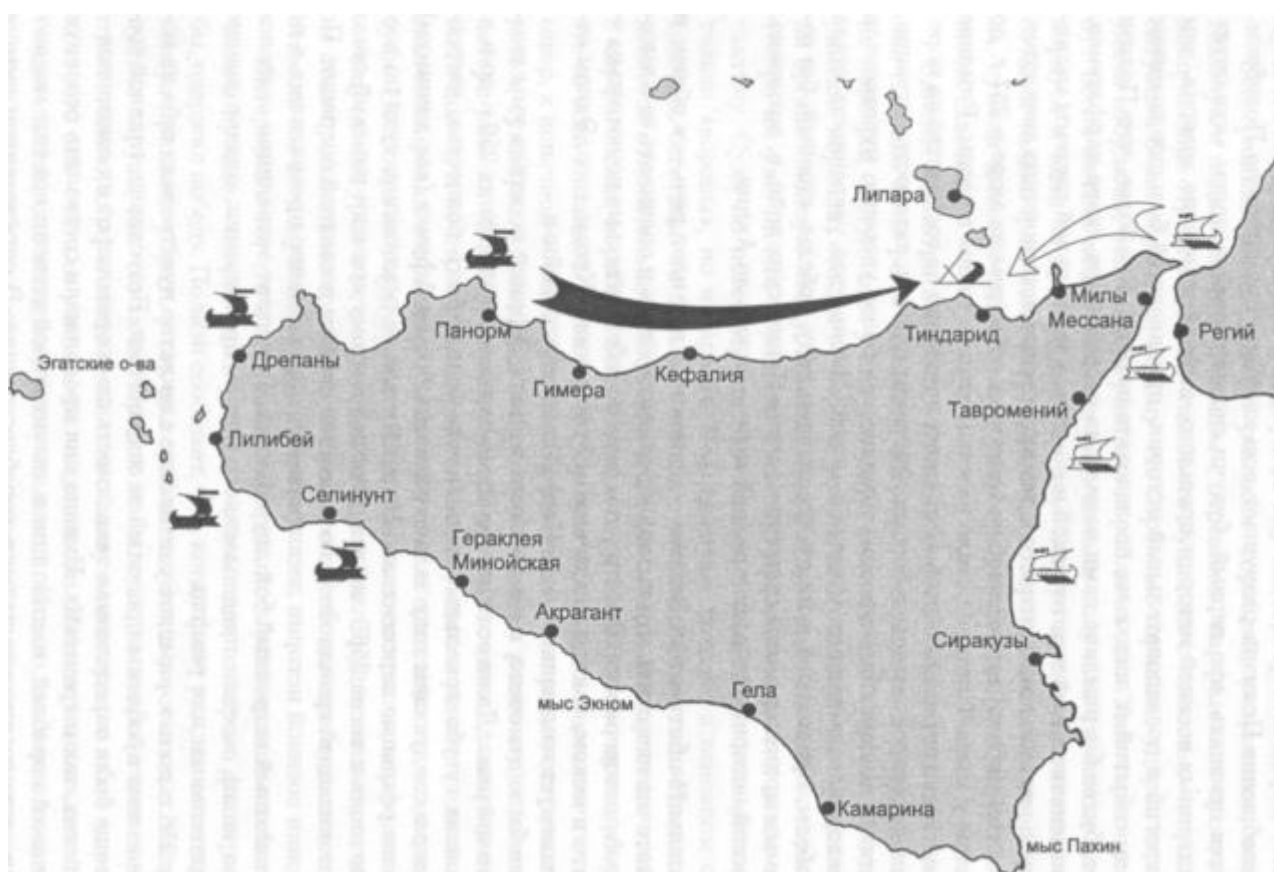 Липара
Милы
Мессана
Регий
Панорм
Тиндарид
Эгатские о-ва
Дрепаны
Гимера
Кефалия
Тавромений
Лилибей
Селинунт
Гераклея
Минойская
Акрагант
Сиракузы
мыс Экном
Гела
Камарина
мыс Пахин